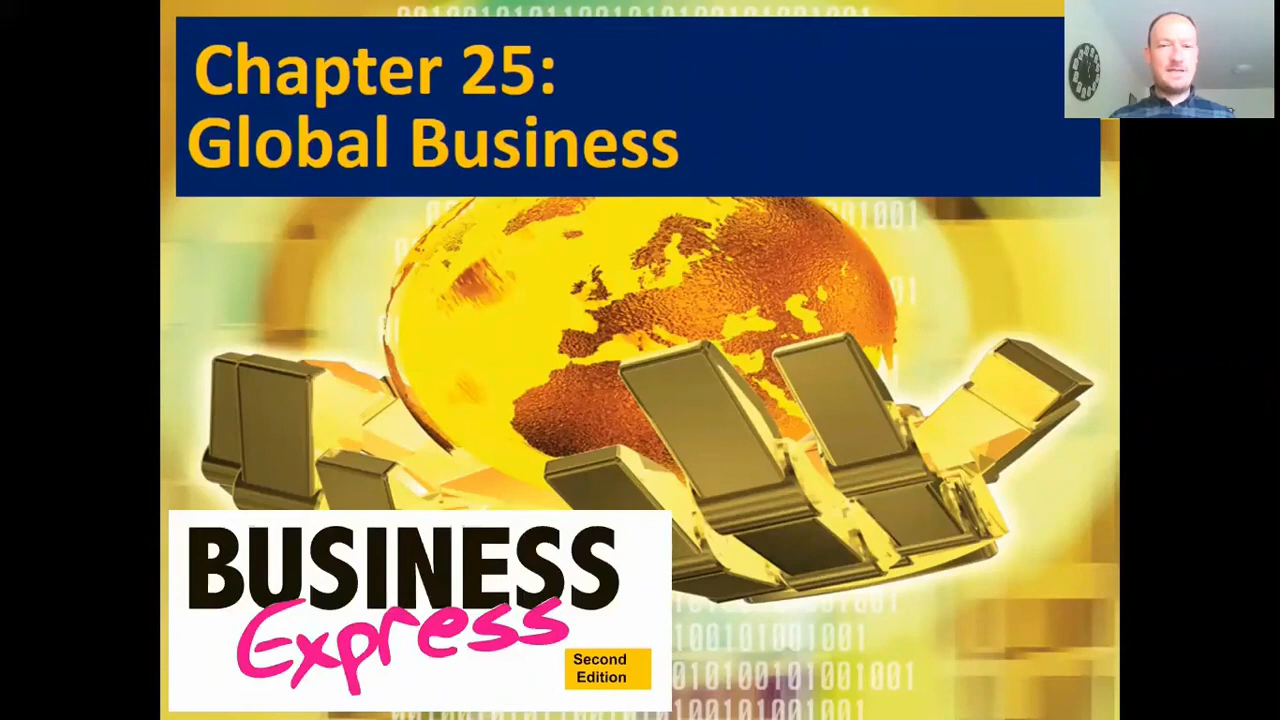 Chapter 25:
Global Business
BUSINESS
Express
Second
Edition